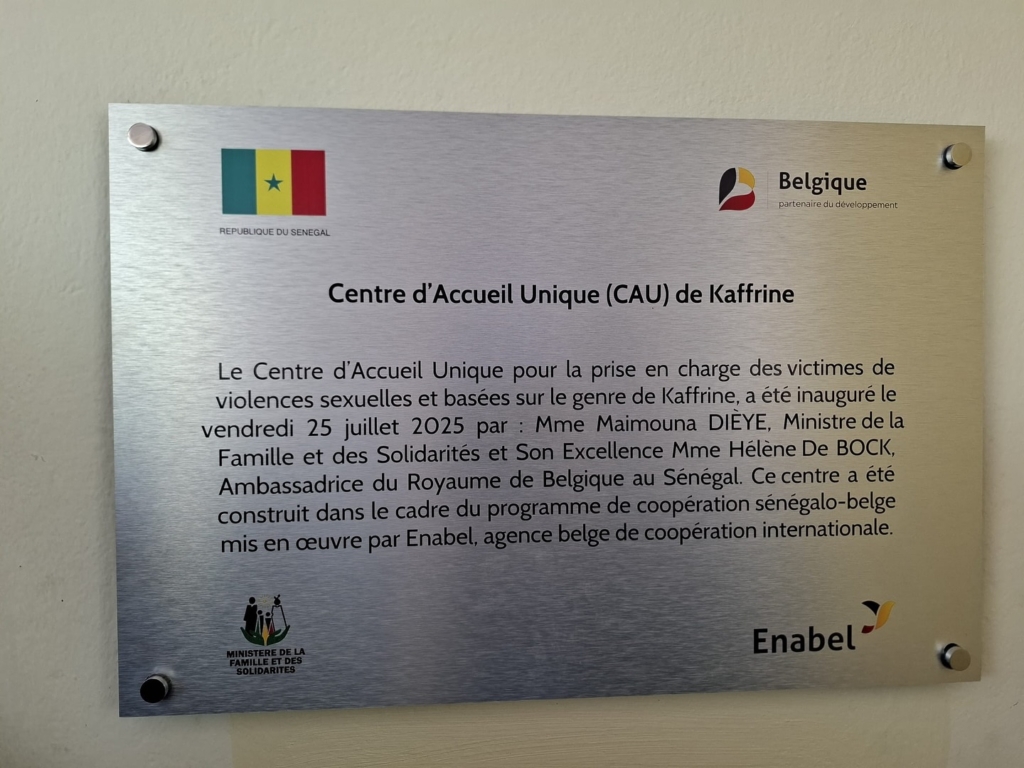 REPUBLIQUE DU SENEGAL
Belgique
partenaire du développement
Centre d'Accueil Unique (CAU) de Kaffrine
Le Centre d'Accueil Unique pour la prise en charge des victimes de
violences sexuelles et basées sur le genre de Kaffrine, a été inauguré le
vendredi 25 juillet 2025 par : Mme Maimouna DIÈYE, Ministre de la
Famille et des Solidarités et Son Excellence Mme Hélène De BOCK,
Ambassadrice du Royaume de Belgique au Sénégal. Ce centre a été
construit dans le cadre du programme de coopération sénégalo-belge
mis en œuvre par Enabel, agence belge de coopération internationale.
MINISTERE DE LA
FAMILLE ET DES
SOLIDARITES
Enabel